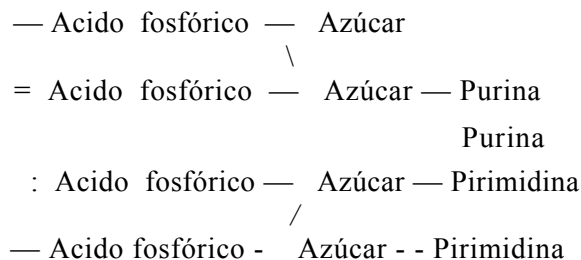 — Acido fosfórico — Azúcar
\
= Acido fosfórico — Azúcar — Purina
Purina
: Acido fosfórico — Azúcar — Pirimidina
/
— Acido fosfórico - Azúcar - - Pirimidina